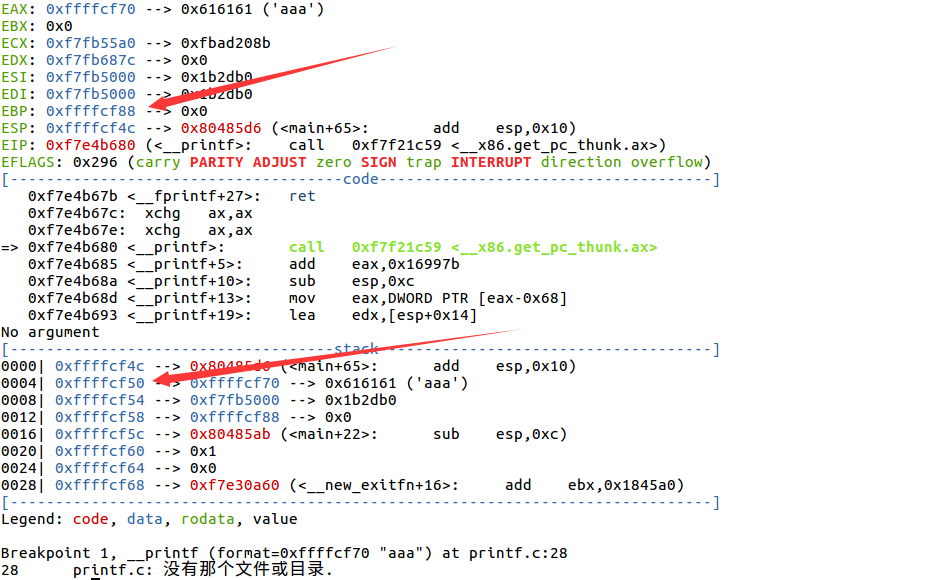 EAX: 0xffffcf70 --> 0x616161 ('aaa')
EBX: 0x0
ECX: 0xf7fb55a0 --> 0xfbad208b
EDX: 0xf7fb687c --> 0x0
ESI: 0xf7fb5000 --> 0x1b2db0
EDI: 0xf7fb5000 --> 0x1b2db0
EBP: 0xffffcf88 --> 0x0
ESP: 0xffffcf4c --> 0x80485d6 (<main+65>: add esp,0x10)
EIP: 0xf7e4b680 (<__printf>: call 0xf7f21c59 <__x86.get_pc_thunk.ax>)
EFLAGS: 0x296 (carry PARITY ADJUST zero SIGN trap INTERRUPT direction overflow)
[-------------------------------------code-------------------------------------]
0xf7e4b67b <__fprintf+27>: ret
0xf7e4b67c: xchg ax,ax
0xf7e4b67e: xchg ax,ax
=> 0xf7e4b680 <__printf>: call 0xf7f21c59 <__x86.get_pc_thunk.ax>
0xf7e4b685 <__printf+5>: add eax,0x16997b
0xf7e4b68a <__printf+10>: sub esp,0xc
0xf7e4b68d <__printf+13>: mov eax,DWORD PTR [eax-0x68]
0xf7e4b693 <__printf+19>: lea edx,[esp+0x14]
No argument
[------------------------------------stack-------------------------------------]
0000| 0xffffcf4c --> 0x80485d6 (<main+65>: add esp,0x10)
0004| 0xffffcf50 --> 0xffffcf70 --> 0x616161 ('aaa')
0008| 0xffffcf54 --> 0xf7fb5000 --> 0x1b2db0
0012| 0xffffcf58 --> 0xffffcf88 --> 0x0
0016| 0xffffcf5c --> 0x80485ab (<main+22>: sub esp,0xc)
0020| 0xffffcf60 --> 0x1
0024| 0xffffcf64 --> 0x0
0028| 0xffffcf68 --> 0xf7e30a60 (<__new_exitfn+16>: add ebx,0x1845a0)
[------------------------------------------------------------------------------]
Legend: code, data, rodata, value
Breakpoint 1, __printf (format=0xffffcf70 "aaa") at printf.c:28
28 printf.c: 没有那个文件或目录.